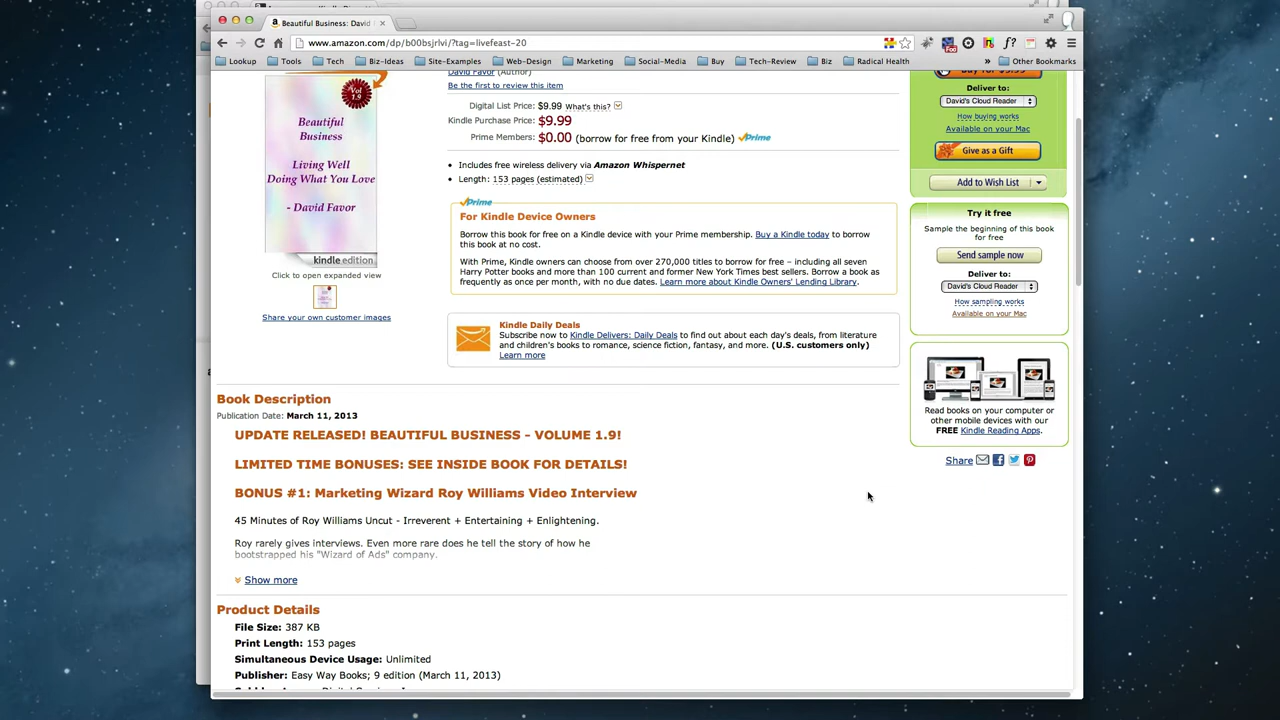 Beautiful Business: David
www.amazon.com/dp/b00bsjrlvi/?tag=livefeast-20
Lookup
Tools
Tech
Biz-Ideas
Site-Examples
Web-Design
Marketing
Social-Media
Buy
Tech-Review
Biz
Radical Health
»
Other Bookmarks
David Favor (Author)
Be the first to review this item
Digital List Price: $9.99 What's this?
Kindle Purchase Price: $9.99
Prime Members: $0.00 (borrow for free from your Kindle) Prime
• Includes free wireless delivery via Amazon Whispernet
• Length: 153 pages (estimated)
Vol
1.9
Beautiful
Business
Living Well
Doing What You Love
- David Favor
kindle edition
Click to open expanded view
Share your own customer images
Prime
For Kindle Device Owners
Borrow this book for free on a Kindle device with your Prime membership. Buy a Kindle today to borrow
this book at no cost.
With Prime, Kindle owners can choose from over 270,000 titles to borrow for free – including all seven
Harry Potter books and more than 100 current and former New York Times best sellers. Borrow a book as
frequently as once per month, with no due dates. Learn more about Kindle Owners' Lending Library.
Kindle Daily Deals
Subscribe now to Kindle Delivers: Daily Deals to find out about each day's deals, from literature
and children's books to romance, science fiction, fantasy, and more. (U.S. customers only)
Learn more
Deliver to:
David's Cloud Reader
How buying works
Available on your Mac
Give as a Gift
Add to Wish List
Try it free
Sample the beginning of this book
for free
Send sample now
Deliver to:
David's Cloud Reader
How sampling works
Available on your Mac
Read books on your computer or
other mobile devices with our
FREE Kindle Reading Apps.
Share
Book Description
Publication Date: March 11, 2013
UPDATE RELEASED! BEAUTIFUL BUSINESS - VOLUME 1.9!
LIMITED TIME BONUSES: SEE INSIDE BOOK FOR DETAILS!
BONUS #1: Marketing Wizard Roy Williams Video Interview
45 Minutes of Roy Williams Uncut - Irreverent + Entertaining + Enlightening.
Roy rarely gives interviews. Even more rare does he tell the story of how he
bootstrapped his "Wizard of Ads" company.
Show more
Product Details
File Size: 387 KB
Print Length: 153 pages
Simultaneous Device Usage: Unlimited
Publisher: Easy Way Books; 9 edition (March 11, 2013)